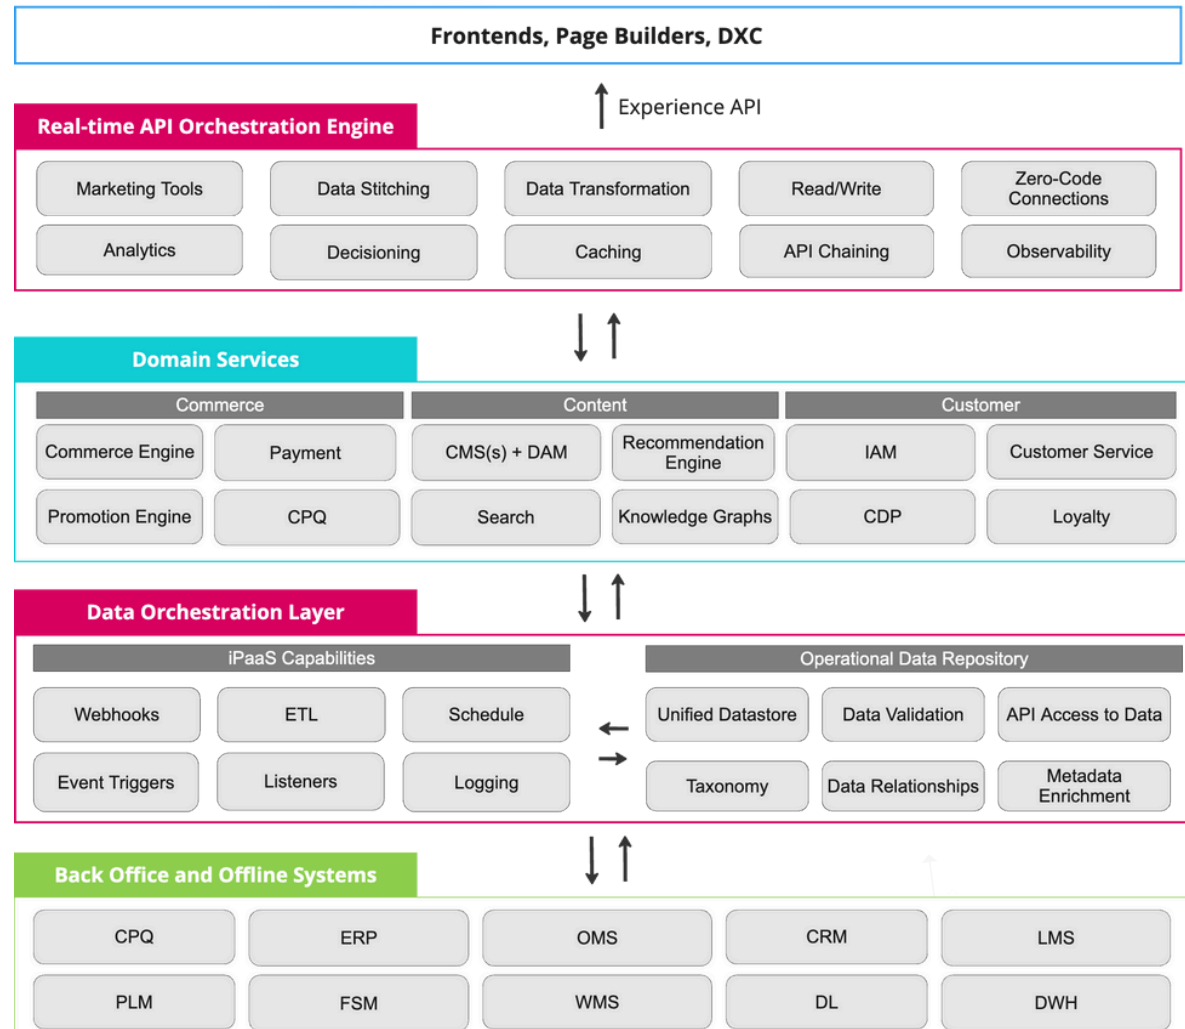 Frontends, Page Builders, DXC
Experience API
Real-time API Orchestration Engine
Marketing Tools
Data Stitching
Data Transformation
Read/Write
Zero-Code
Connections
Analytics
Decisioning
Caching
API Chaining
Observability
Domain Services
Commerce
Content
Customer
Commerce Engine
Payment
CMS(s) + DAM
Recommendation
Engine
IAM
Customer Service
Promotion Engine
CPQ
Search
Knowledge Graphs
CDP
Loyalty
Data Orchestration Layer
iPaaS Capabilities
Operational Data Repository
Webhooks
ETL
Schedule
Unified Datastore
Data Validation
API Access to Data
Event Triggers
Listeners
Logging
Taxonomy
Data Relationships
Metadata
Enrichment
Back Office and Offline Systems
CPQ
ERP
OMS
CRM
LMS
PLM
FSM
WMS
DL
DWH